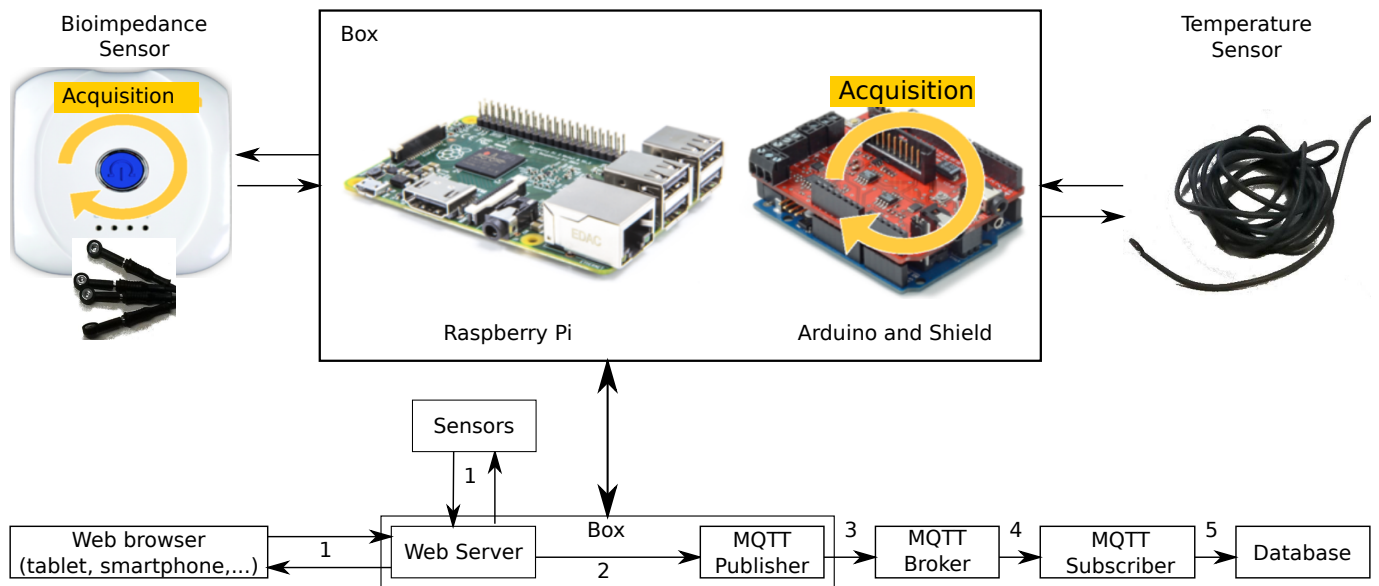 Bioimpedance
Sensor
Acquisition
Box
Acquisition
EDAC
Raspberry Pi
Arduino and Shield
Temperature
Sensor
Sensors
1
Web browser
(tablet, smartphone,...)
1
Box
Web Server
2
MQTT
Publisher
3
MQTT
Broker
4
MQTT
Subscriber
5
Database